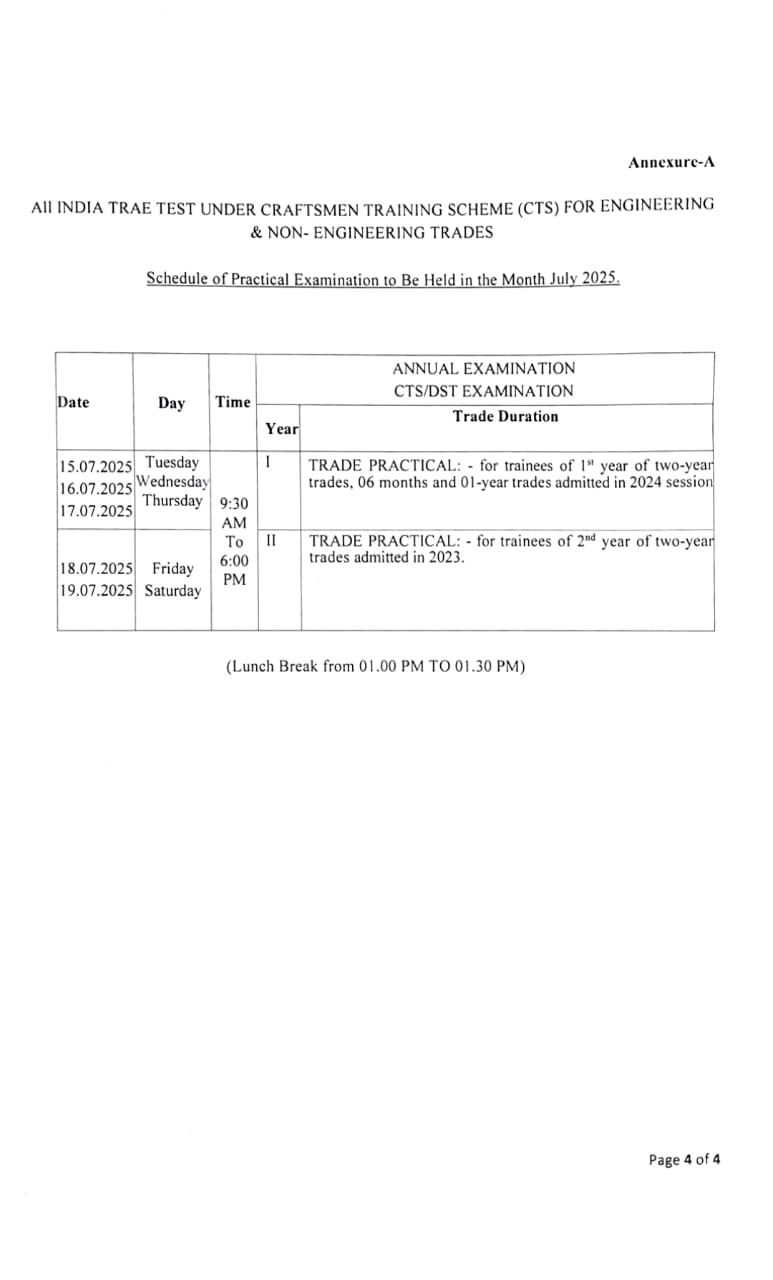 Annexure-A
All INDIA TRAE TEST UNDER CRAFTSMEN TRAINING SCHEME (CTS) FOR ENGINEERING
& NON- ENGINEERING TRADES
Schedule of Practical Examination to Be Held in the Month July 2025.
ANNUAL EXAMINATION
CTS/DST EXAMINATION
Date Day Time
Trade Duration
Year
15.07.2025 Tuesday
16.07.2025 Wednesday
17.07.2025 Thursday
9:30
AM
To
6:00
PM
I TRADE PRACTICAL: - for trainees of 1st year of two-year
trades, 06 months and 01-year trades admitted in 2024 session
II TRADE PRACTICAL: - for trainees of 2nd year of two-year
trades admitted in 2023.
18.07.2025 Friday
19.07.2025 Saturday
(Lunch Break from 01.00 PM TO 01.30 PM)
Page 4 of 4